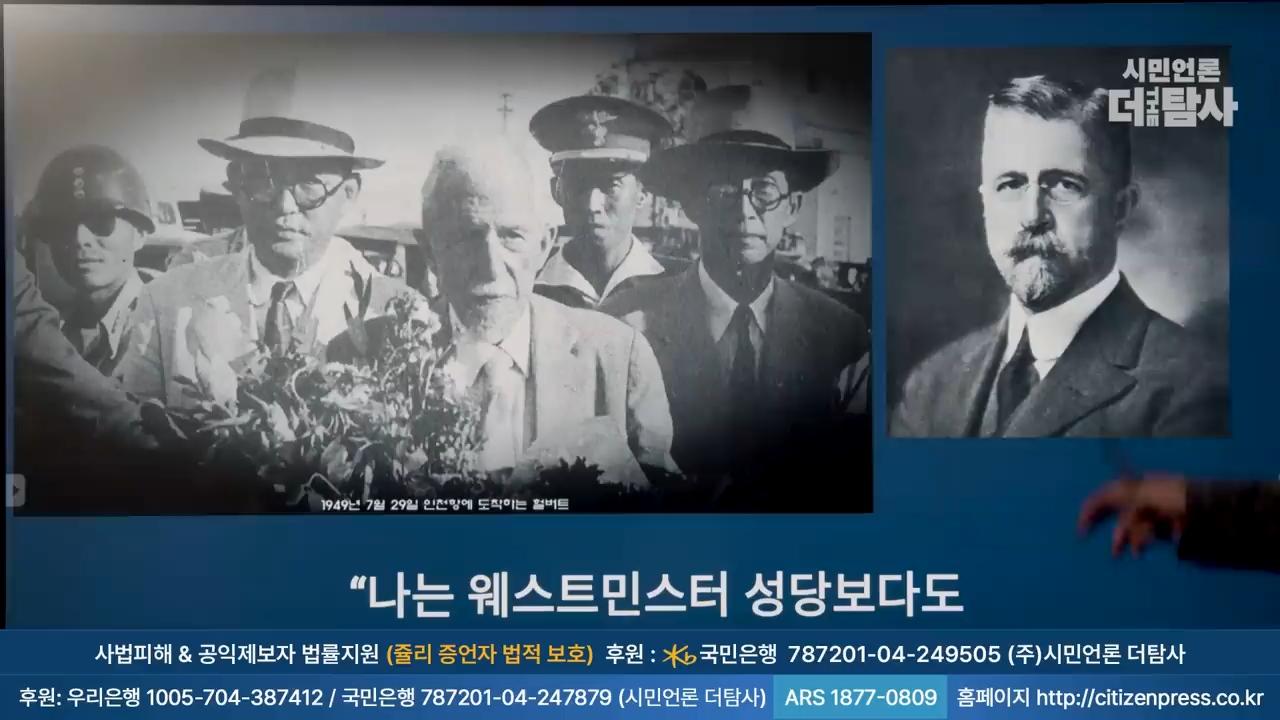 시민언론
더탐사
1949년 7월 29일 인천항에 도착하는 헐버트
“나는 웨스트민스터 성당보다도
사법피해 & 공익제보자 법률지원 (쥴리 증언자 법적 보호) 후원 : 국민은행 787201-04-249505 (주)시민언론 더탐사
후원: 우리은행 1005-704-387412 / 국민은행 787201-04-247879 (시민언론 더탐사) ARS 1877-0809 홈페이지 http://citizenpress.co.kr